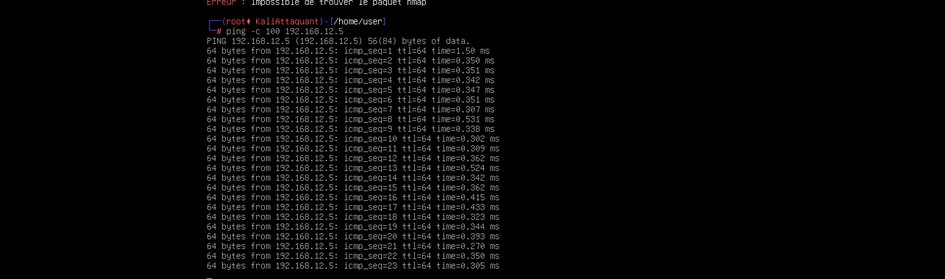 Erreur : Impossible de trouver le paquet nmap
┌──(root♦ KaliAttaquant)-[/home/user]
└─# ping -c 100 192.168.12.5
PING 192.168.12.5 (192.168.12.5) 56(84) bytes of data.
64 bytes from 192.168.12.5: icmp_seq=1 ttl=64 time=1.50 ms
64 bytes from 192.168.12.5: icmp_seq=2 ttl=64 time=0.350 ms
64 bytes from 192.168.12.5: icmp_seq=3 ttl=64 time=0.351 ms
64 bytes from 192.168.12.5: icmp_seq=4 ttl=64 time=0.342 ms
64 bytes from 192.168.12.5: icmp_seq=5 ttl=64 time=0.347 ms
64 bytes from 192.168.12.5: icmp_seq=6 ttl=64 time=0.351 ms
64 bytes from 192.168.12.5: icmp_seq=7 ttl=64 time=0.307 ms
64 bytes from 192.168.12.5: icmp_seq=8 ttl=64 time=0.531 ms
64 bytes from 192.168.12.5: icmp_seq=9 ttl=64 time=0.338 ms
64 bytes from 192.168.12.5: icmp_seq=10 ttl=64 time=0.302 ms
64 bytes from 192.168.12.5: icmp_seq=11 ttl=64 time=0.309 ms
64 bytes from 192.168.12.5: icmp_seq=12 ttl=64 time=0.362 ms
64 bytes from 192.168.12.5: icmp_seq=13 ttl=64 time=0.524 ms
64 bytes from 192.168.12.5: icmp_seq=14 ttl=64 time=0.342 ms
64 bytes from 192.168.12.5: icmp_seq=15 ttl=64 time=0.362 ms
64 bytes from 192.168.12.5: icmp_seq=16 ttl=64 time=0.415 ms
64 bytes from 192.168.12.5: icmp_seq=17 ttl=64 time=0.433 ms
64 bytes from 192.168.12.5: icmp_seq=18 ttl=64 time=0.323 ms
64 bytes from 192.168.12.5: icmp_seq=19 ttl=64 time=0.344 ms
64 bytes from 192.168.12.5: icmp_seq=20 ttl=64 time=0.393 ms
64 bytes from 192.168.12.5: icmp_seq=21 ttl=64 time=0.270 ms
64 bytes from 192.168.12.5: icmp_seq=22 ttl=64 time=0.350 ms
64 bytes from 192.168.12.5: icmp_seq=23 ttl=64 time=0.305 ms